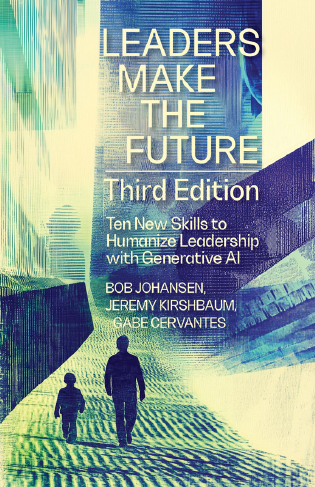 LEADERS
MAKE
THE
FUTURE
Third Edition
Ten New Skills to
Humanize Leadership
with Generative AI
BOB JOHANSEN,
JEREMY KIRSHBAUM,
GABE CERVANTES